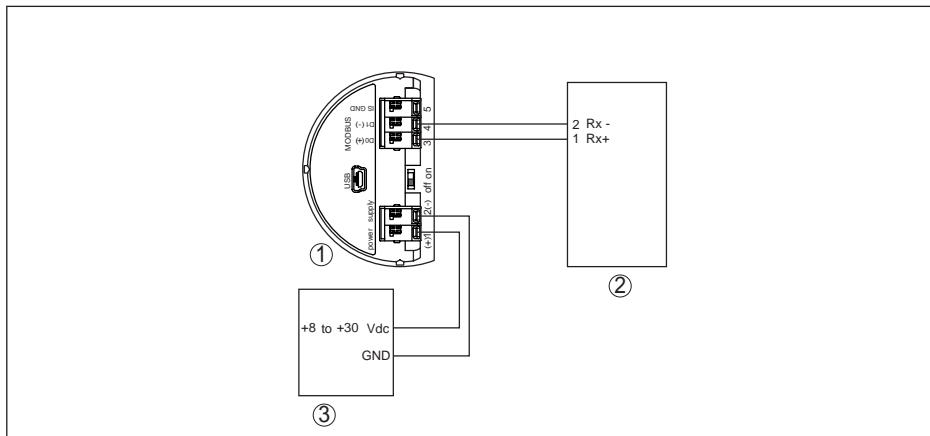 IS GND
D1(-)
D0(+)
MODBUS
5
4
3
USB
off on
power supply
2(-)
(+)1
1
2 Rx -
1 Rx+
2
+8 to +30 Vdc
GND
3